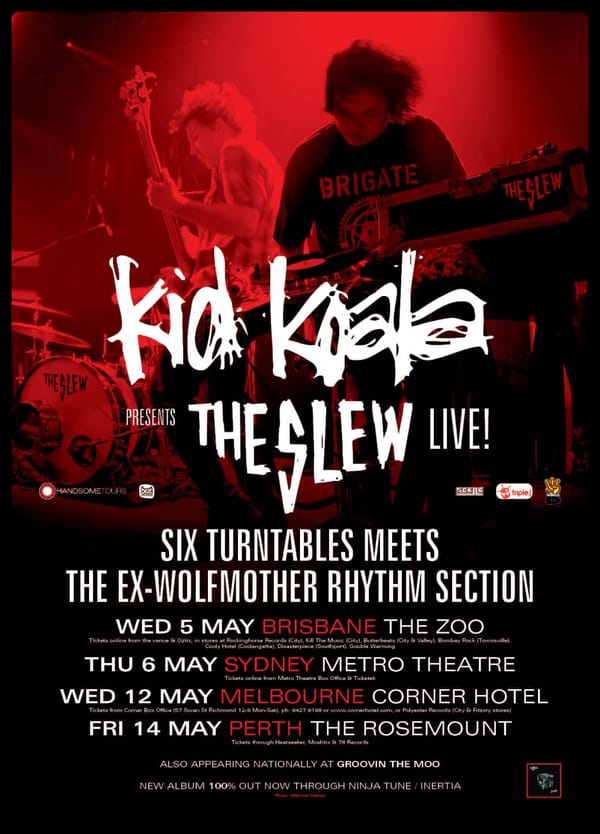 BRIGATE
THE SLEW
Kid Koala
THE SLEW
PRESENTS THE SLEW LIVE!
HANDSOMETOURS
beat
SCENE
triple j
SIX TURNTABLES MEETS
THE EX-WOLFMOTHER RHYTHM SECTION
WED 5 MAY BRISBANE THE ZOO
Tickets online from the venue & Oztix, in stores at Rockinghorse Records (City), Kill The Music (City), Butterbeats (City & Valley), Bombay Rock (Townsville),
Cooly Hotel (Coolangatta), Disasterpiece (Southport), Gooble Warming
THU 6 MAY SYDNEY METRO THEATRE
Tickets online from Metro Theatre Box Office & Ticketek
WED 12 MAY MELBOURNE CORNER HOTEL
Tickets from Corner Box Office (57 Swan St Richmond 12-8 Mon-Sat), ph: 9427 9198 or www.cornerhotel.com, or Polyester Records (City & Fitzroy stores)
FRI 14 MAY PERTH THE ROSEMOUNT
Tickets through Heatseeker, Moshtix & 78 Records
ALSO APPEARING NATIONALLY AT GROOVIN THE MOO
NEW ALBUM 100% OUT NOW THROUGH NINJA TUNE / INERTIA